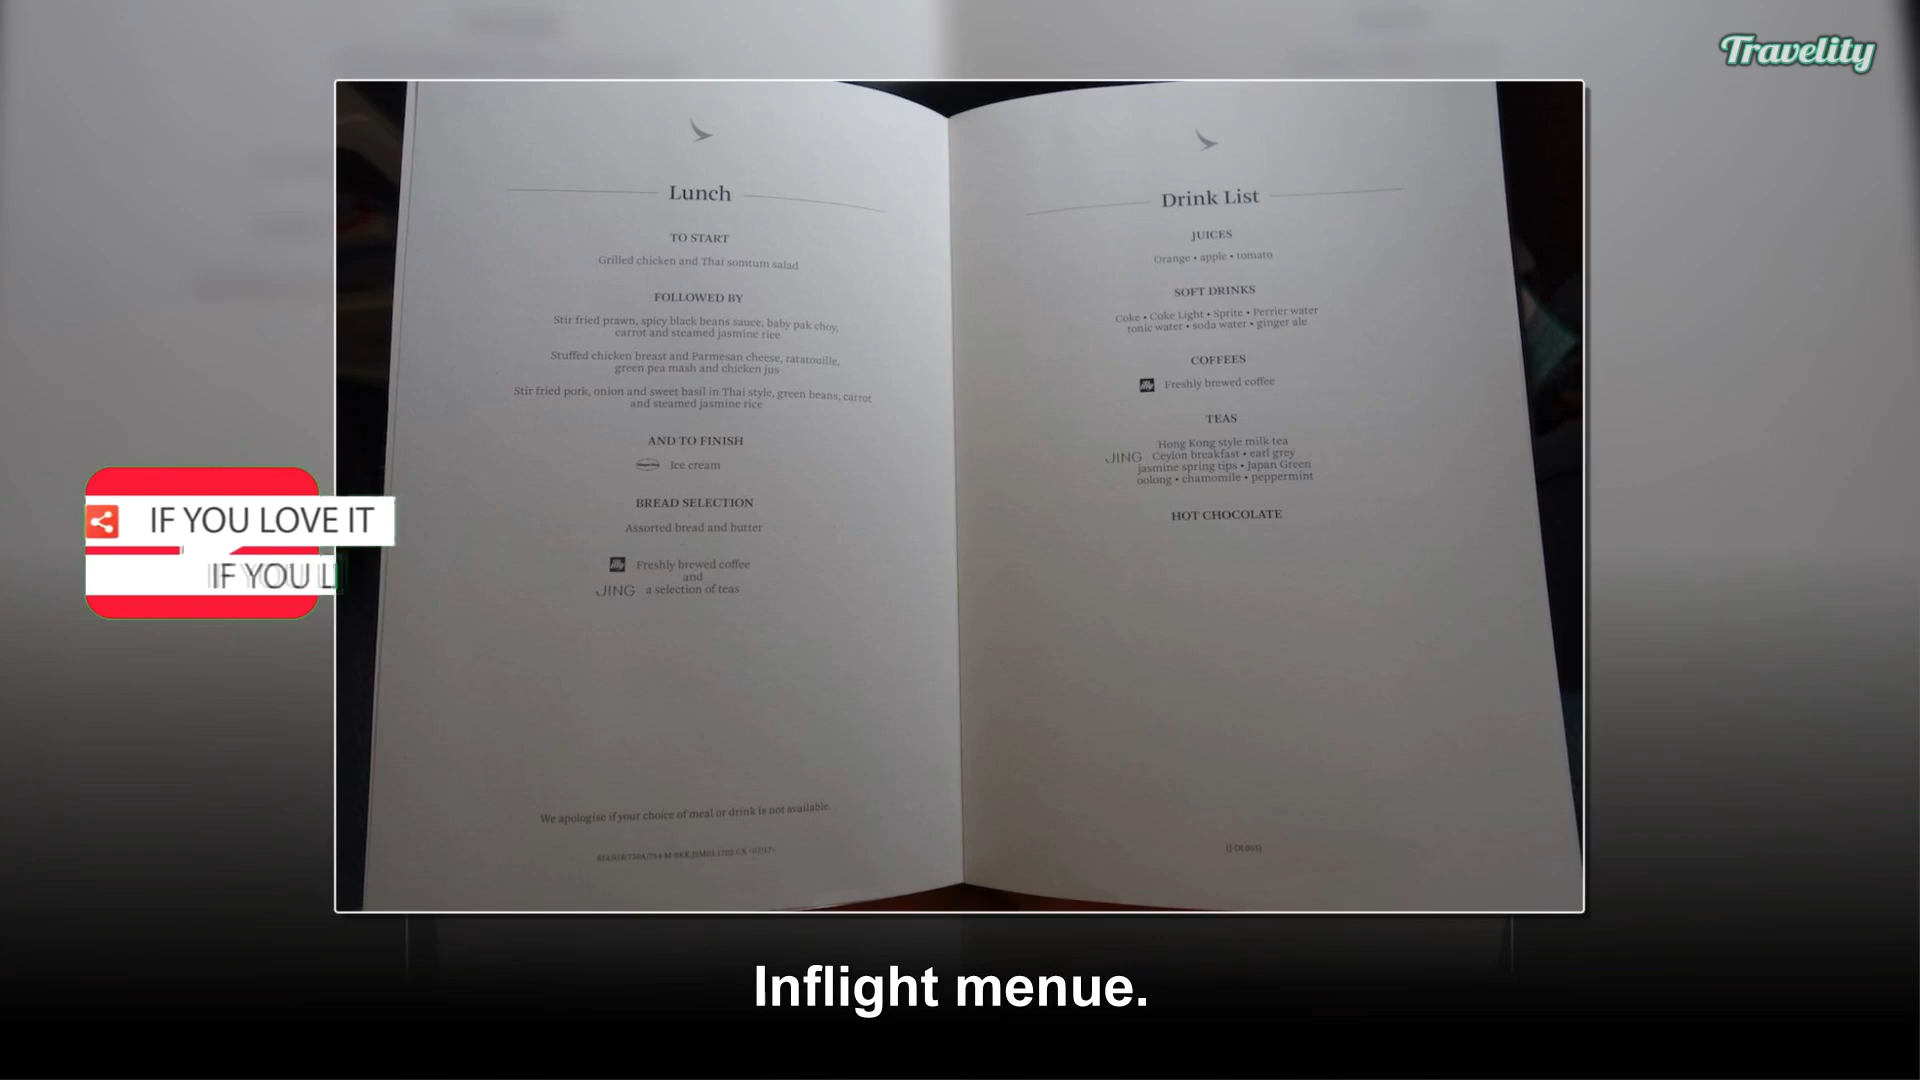 Travelity
Lunch
TO START
Grilled chicken and Thai somtum salad
FOLLOWED BY
Stir fried prawn, spicy black beans sauce, baby pak choy,
carrot and steamed jasmine rice
Stuffed chicken breast and Parmesan cheese, ratatouille,
green pea mash and chicken jus
Stir fried pork, onion and sweet basil in Thai style, green beans, carrot
and steamed jasmine rice
AND TO FINISH
Ice cream
BREAD SELECTION
Assorted bread and butter
illy Freshly brewed coffee
and
JING a selection of teas
We apologise if your choice of meal or drink is not available.
Drink List
JUICES
Orange • apple • tomato
SOFT DRINKS
Coke • Coke Light • Sprite • Perrier water
tonic water • soda water • ginger ale
COFFEES
illy Freshly brewed coffee
TEAS
Hong Kong style milk tea
JING Ceylon breakfast • earl grey
jasmine spring tips • Japan Green
oolong • chamomile • peppermint
HOT CHOCOLATE
IF YOU LOVE IT
IF YOU L
Inflight menue.